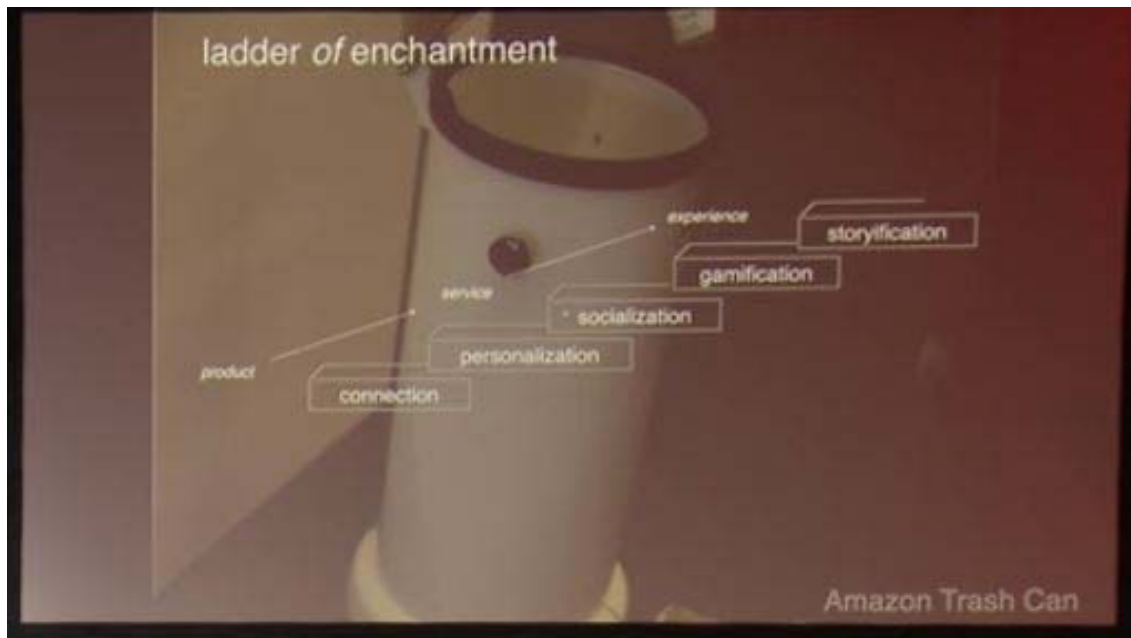 ladder of enchantment
experience
storyification
gamification
service
socialization
personalization
product
connection
Amazon Trash Can